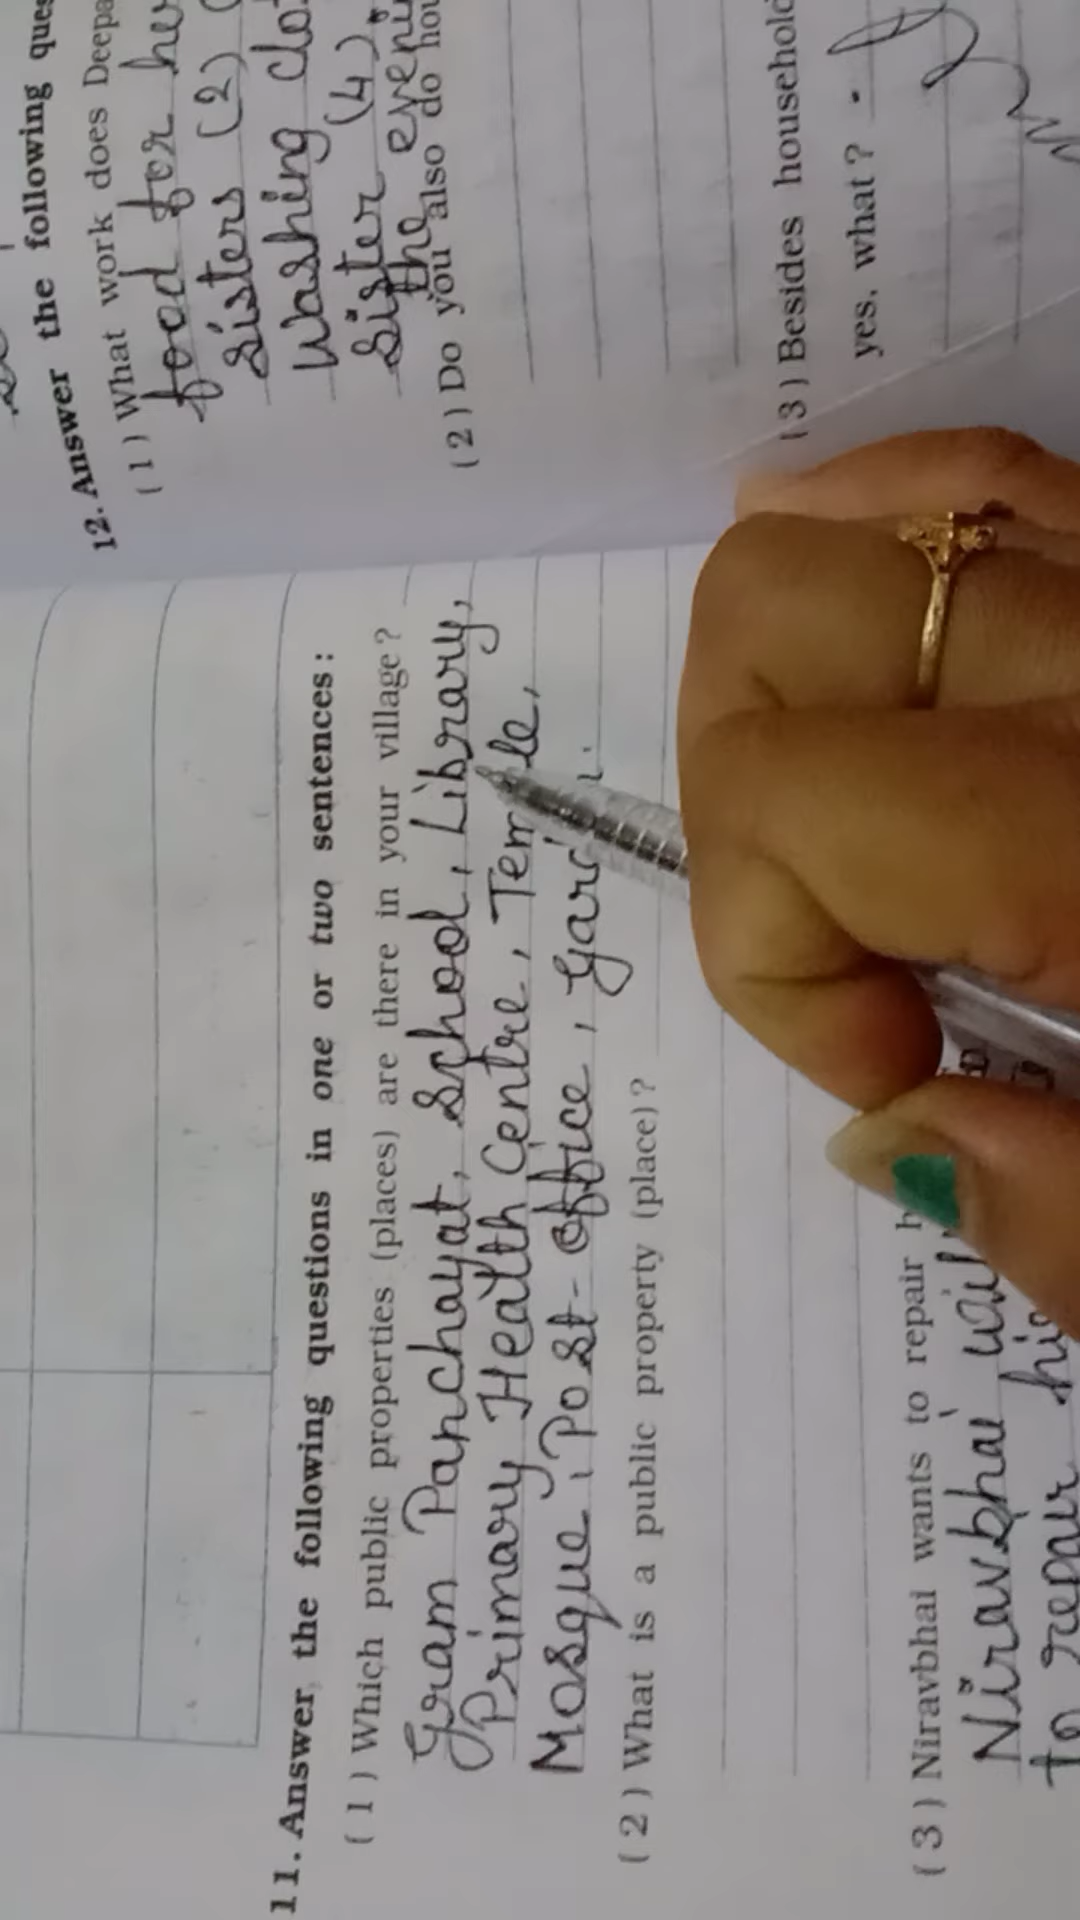 11. Answer the following questions in one or two sentences :
( 1 ) Which public properties (places) are there in your village ?
Gram Panchayat, School, Library,
Primary Health Centre, Temple,
Mosque, Post-office,
( 2 ) What is a public property (place) ?
( 3 ) Niravbhai wants to repair
Niravbhai
to repair
12. Answer the following
( 1 ) What work does Deepa
food for
sisters (2)
washing
sister (4)
the
( 2 ) Do you also do
( 3 ) Besides household
yes, what ?